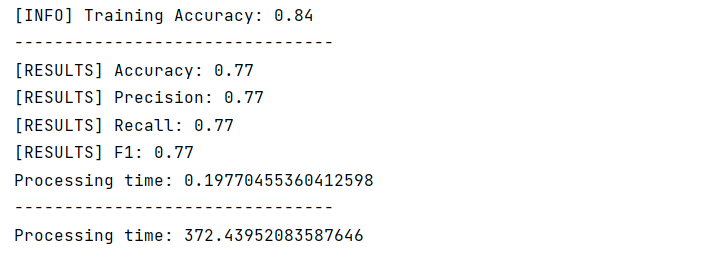 [INFO] Training Accuracy: 0.84
--------------------------------
[RESULTS] Accuracy: 0.77
[RESULTS] Precision: 0.77
[RESULTS] Recall: 0.77
[RESULTS] F1: 0.77
Processing time: 0.19770455360412598
--------------------------------
Processing time: 372.43952083587646